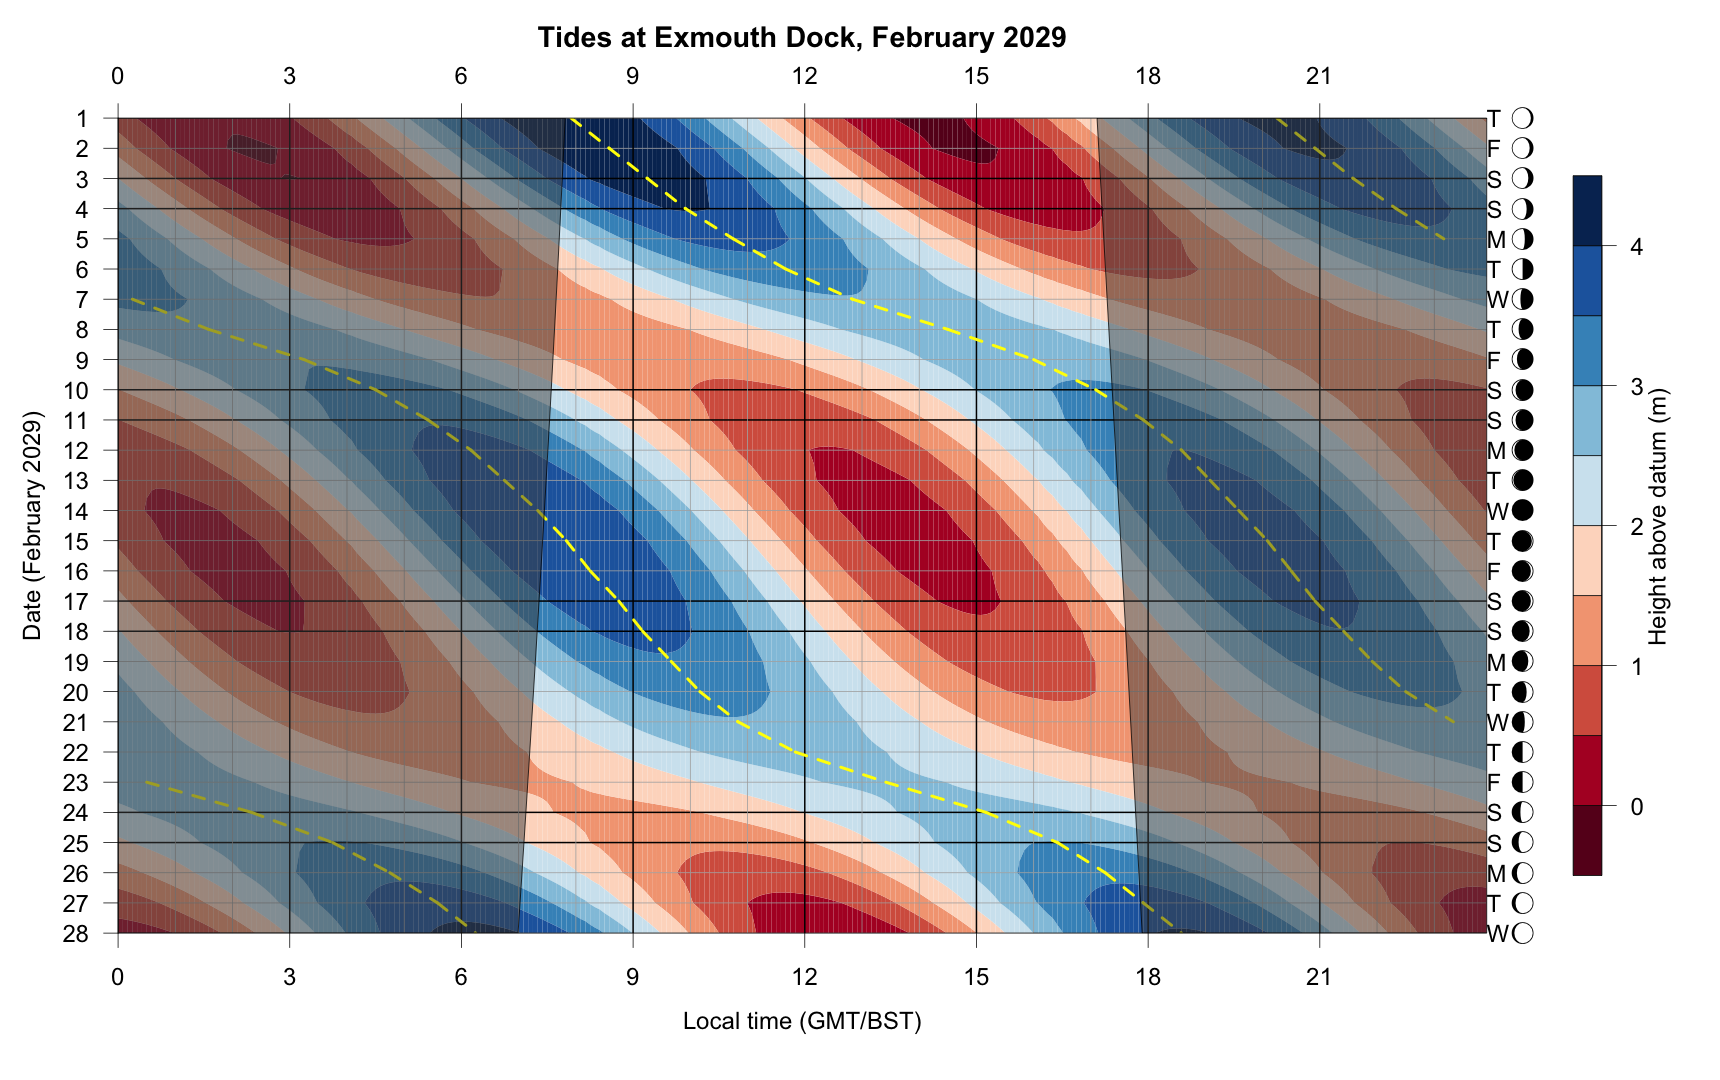 Tides at Exmouth Dock, February 2029
0 3 6 9 12 15 18 21
1 T
2 F
3 S
4 S
5 M
6 T
7 W
8 T
9 F
10 S
11 S
12 M
13 T
14 W
15 T
16 F
17 S
18 S
19 M
20 T
21 W
22 T
23 F
24 S
25 S
26 M
27 T
28 W
0 3 6 9 12 15 18 21
Local time (GMT/BST)
Date (February 2029)
4
3
2
1
0
Height above datum (m)